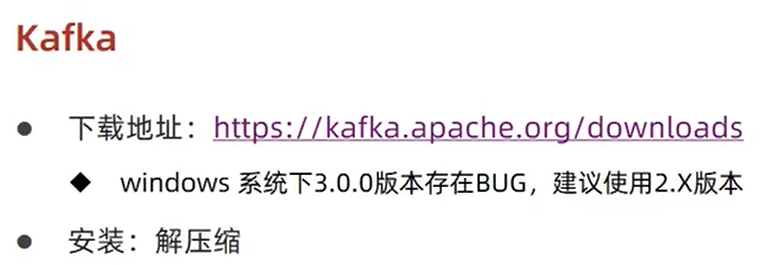 Kafka
下载地址：https://kafka.apache.org/downloads
windows 系统下3.0.0版本存在BUG，建议使用2.X版本
安装：解压缩